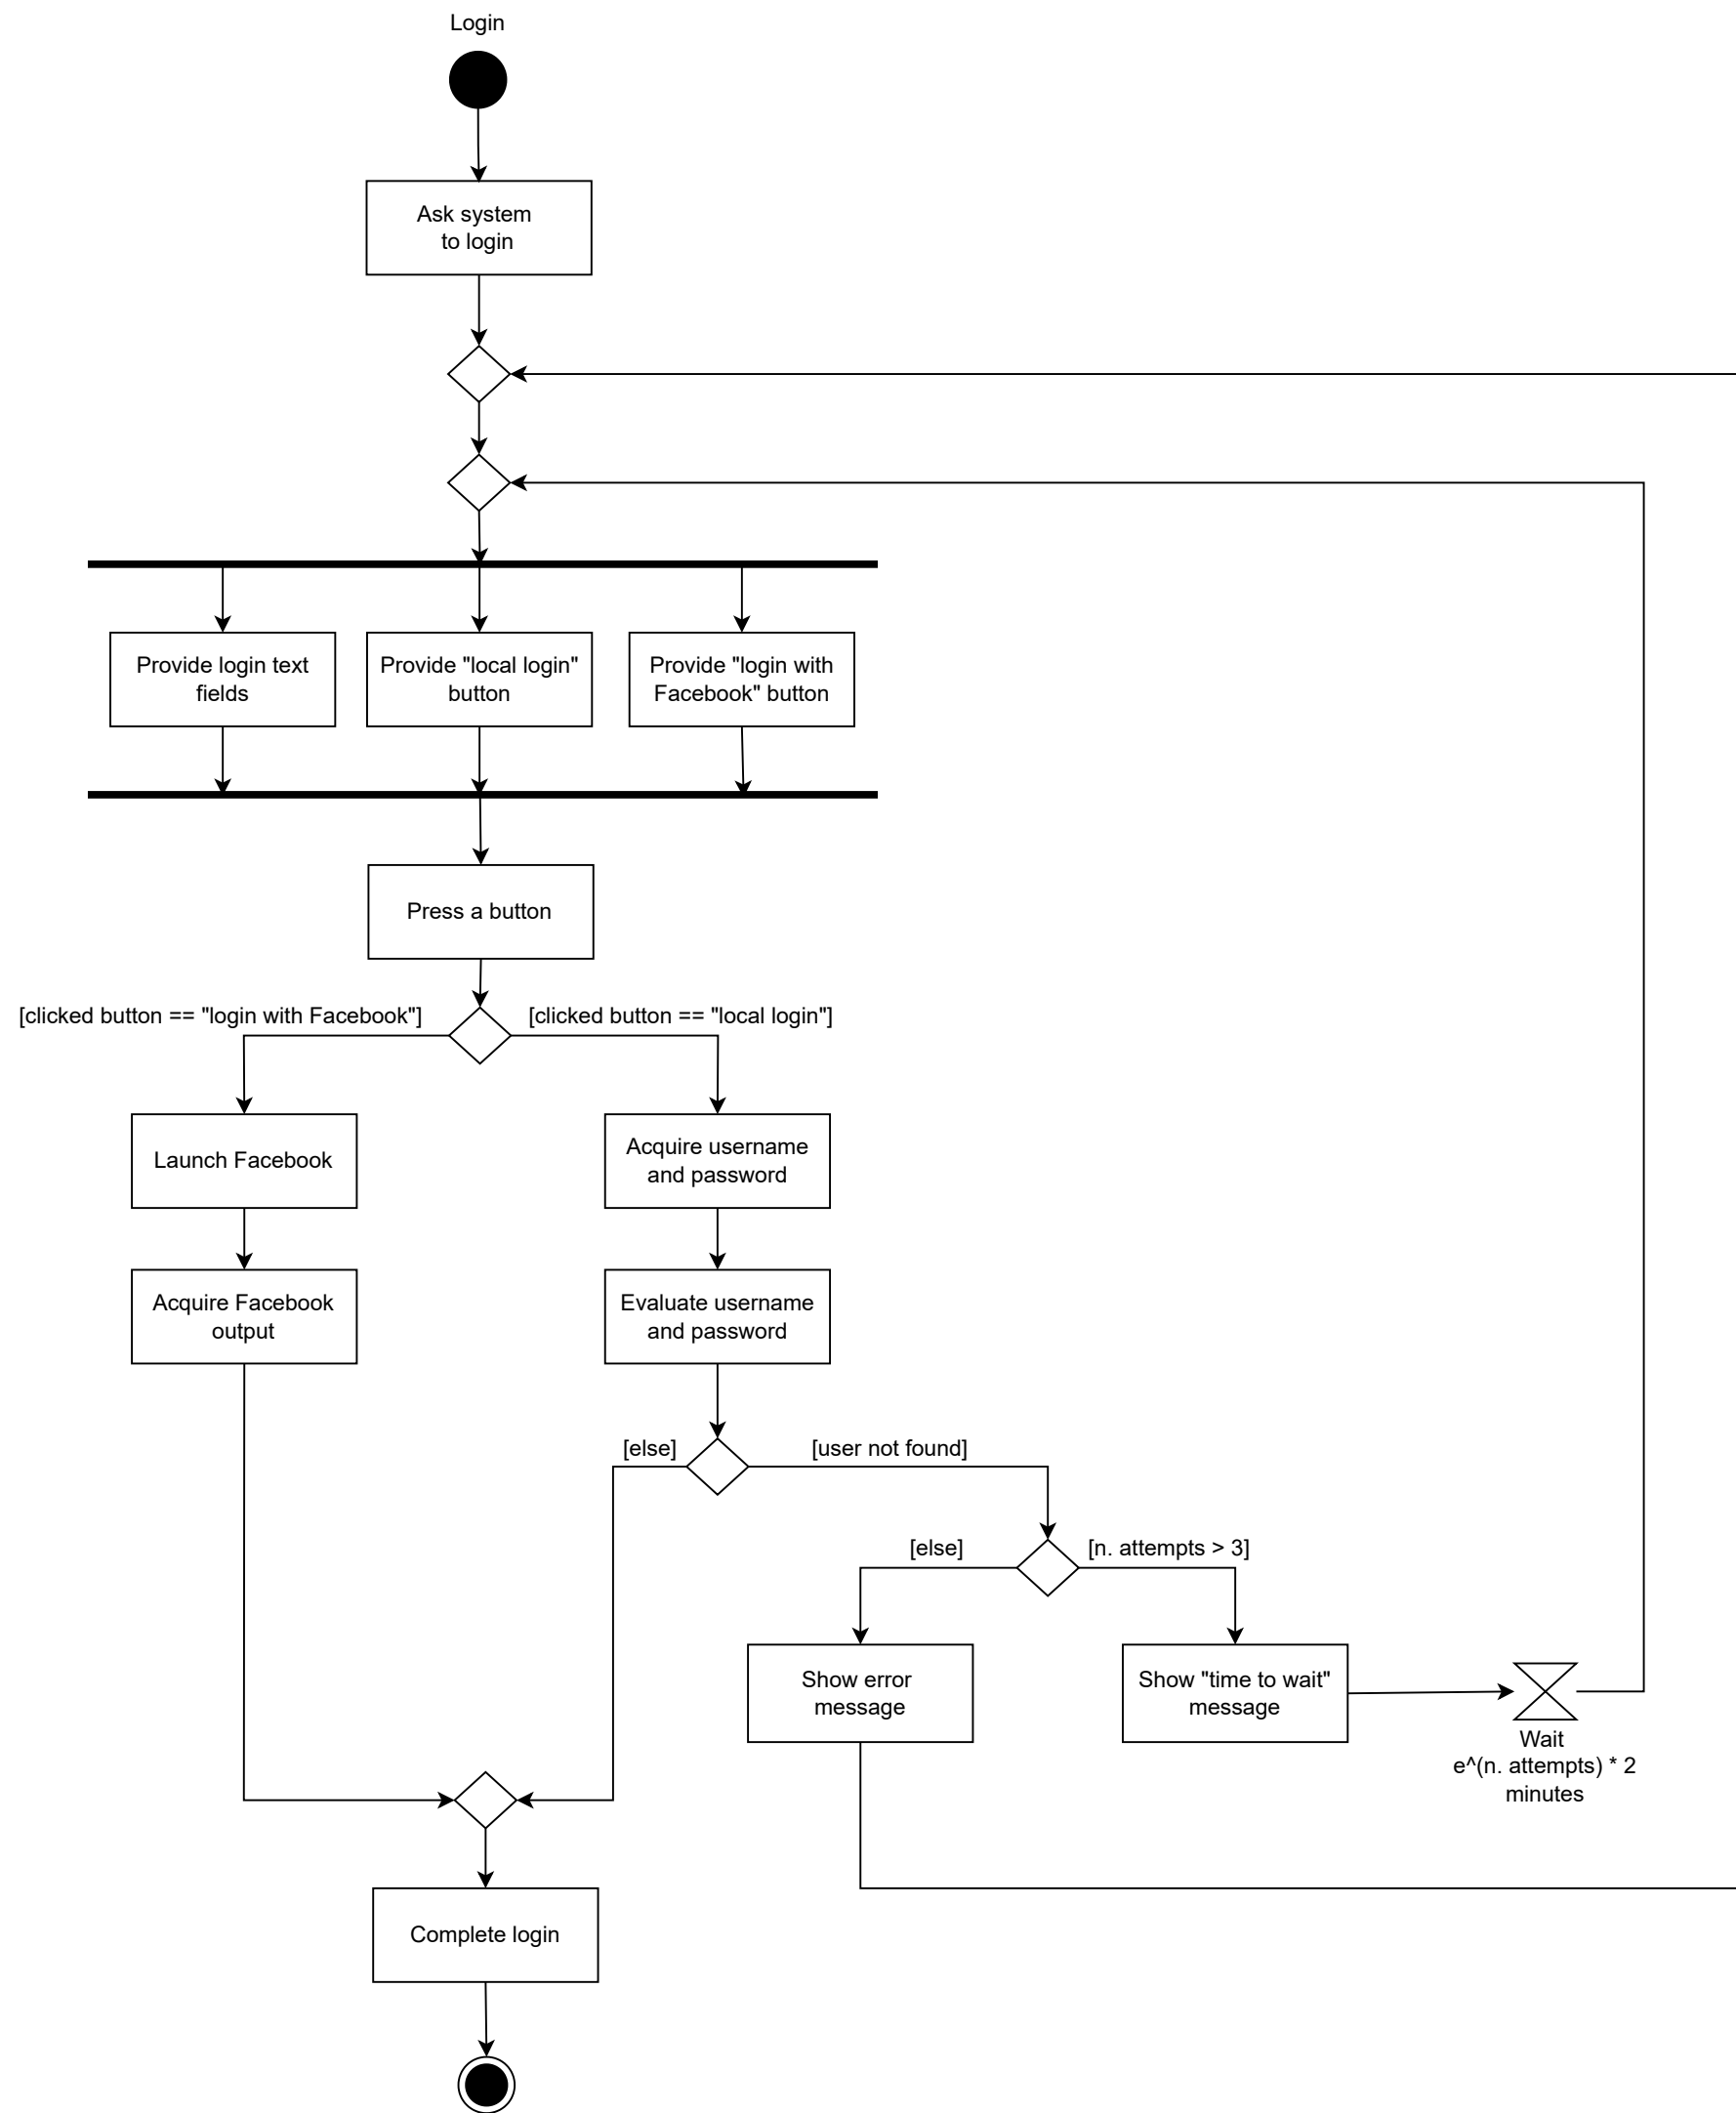 Login
Ask system
to login
Provide login text
fields
Provide "local login"
button
Provide "login with
Facebook" button
Press a button
[clicked button == "login with Facebook"]
[clicked button == "local login"]
Launch Facebook
Acquire username
and password
Acquire Facebook
output
Evaluate username
and password
[else]
[user not found]
[else]
[n. attempts > 3]
Show error
message
Show "time to wait"
message
Wait
e^(n. attempts) * 2
minutes
Complete login